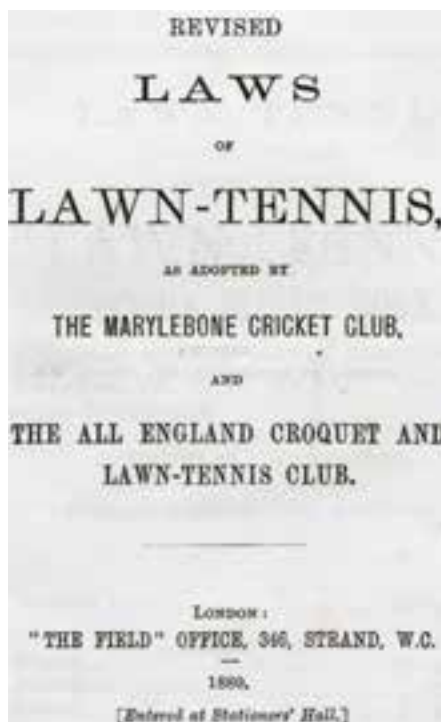 REVISED
LAWS
OF
LAWN-TENNIS,
AS ADOPTED BY
THE MARYLEBONE CRICKET CLUB,
AND
THE ALL ENGLAND CROQUET AND
LAWN-TENNIS CLUB.
LONDON:
"THE FIELD" OFFICE, 346, STRAND, W.C.
1880.
[Entered at Stationers' Hall.]